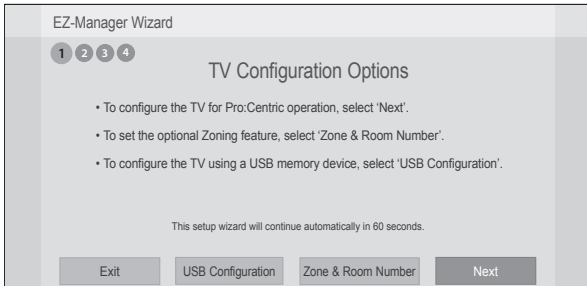 EZ-Manager Wizard
1 2 3 4
TV Configuration Options
• To configure the TV for Pro:Centric operation, select ‘Next’.
• To set the optional Zoning feature, select ‘Zone & Room Number’.
• To configure the TV using a USB memory device, select ‘USB Configuration’.
This setup wizard will continue automatically in 60 seconds.
Exit USB Configuration Zone & Room Number Next